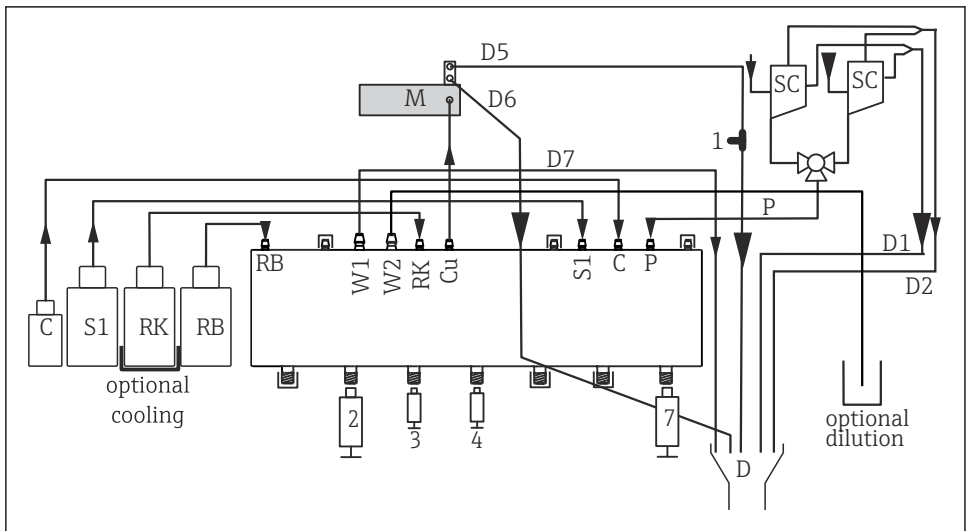 D5
SC
SC
M
D6
1
D7
P
RB
W1
W2
RK
Cu
S1
C
P
D1
D2
C
S1
RK
RB
optional
cooling
2
3
4
7
optional
dilution
D